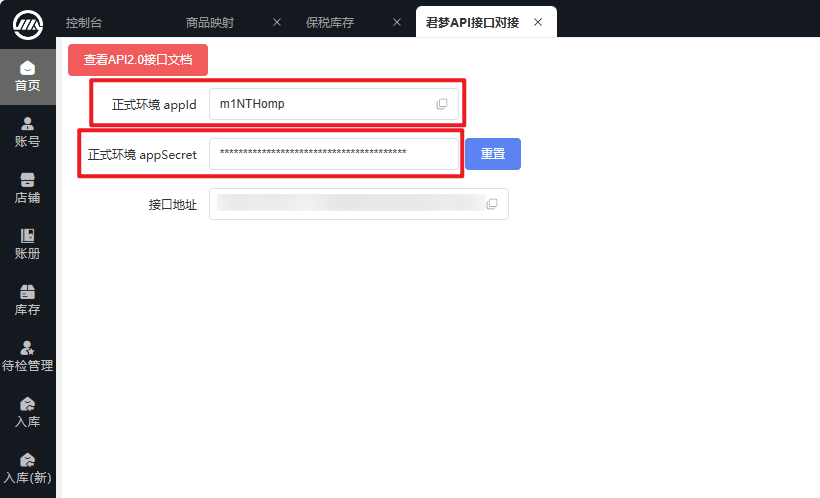 控制台
商品映射
保税库存
君梦API接口对接
首页
账号
店铺
账册
库存
待检管理
入库
入库(新)
查看API2.0接口文档
正式环境 appId
m1NTHomp
正式环境 appSecret
****************************************
重置
接口地址